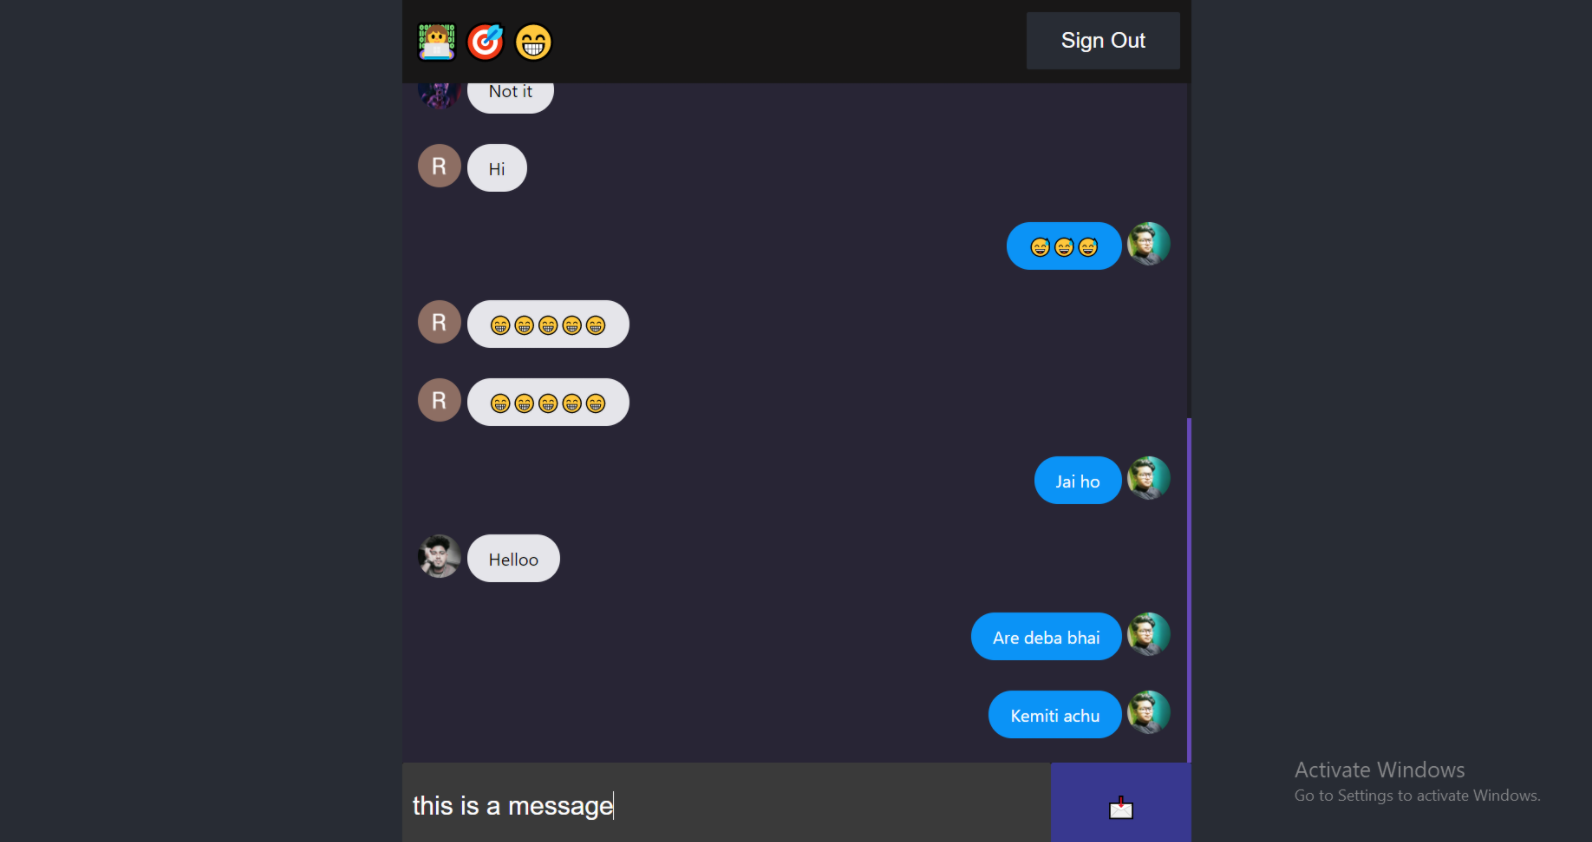 Sign Out
Not it
R
Hi
😅😅😅
R
😁😁😁😁😁
R
😁😁😁😁😁
Jai ho
Helloo
Are deba bhai
Kemiti achu
this is a message
Activate Windows
Go to Settings to activate Windows.